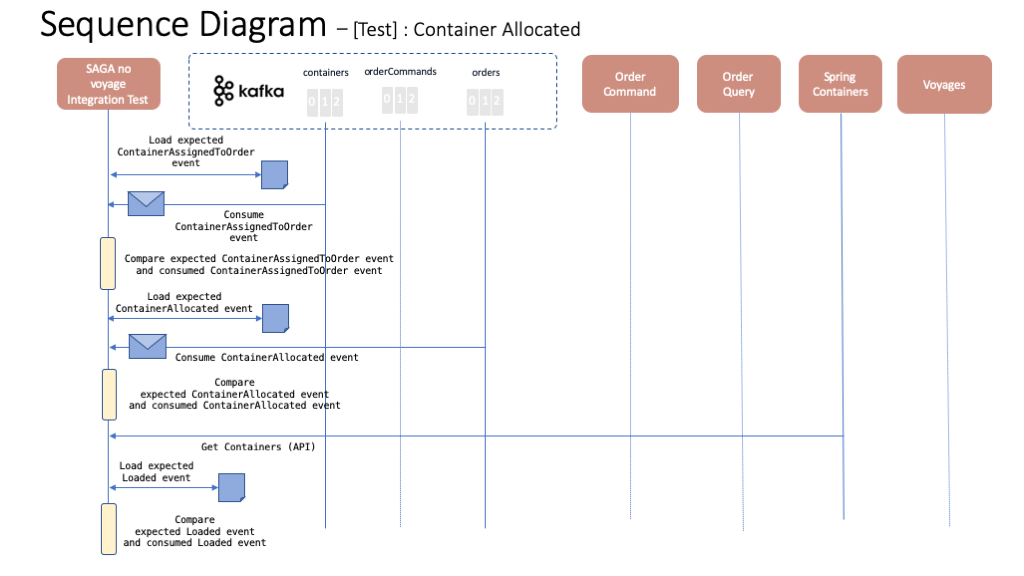 Sequence Diagram – [Test] : Container Allocated
SAGA no
voyage
Integration Test
kafka
containers
0 1 2
orderCommands
0 1 2
orders
0 1 2
Order
Command
Order
Query
Spring
Containers
Voyages
Load expected
ContainerAssignedToOrder
event
Consume
ContainerAssignedToOrder
event
Compare expected ContainerAssignedToOrder event
and consumed ContainerAssignedToOrder event
Load expected
ContainerAllocated event
Consume ContainerAllocated event
Compare
expected ContainerAllocated event
and consumed ContainerAllocated event
Get Containers (API)
Load expected
Loaded event
Compare
expected Loaded event
and consumed Loaded event